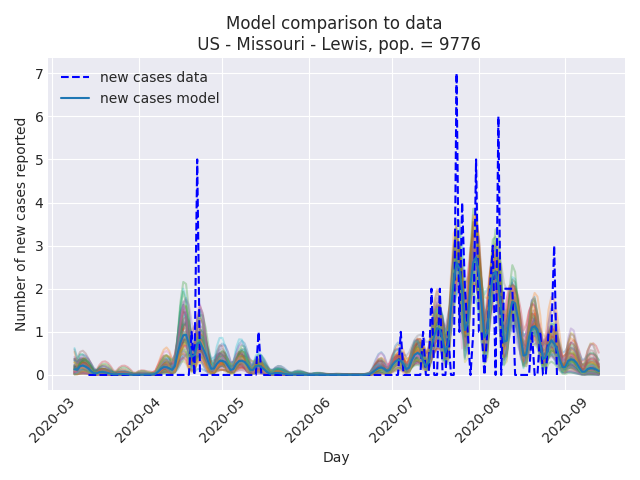 Model comparison to data
US - Missouri - Lewis, pop. = 9776
new cases data
new cases model
Number of new cases reported
7
6
5
4
3
2
1
0
2020-03
2020-04
2020-05
2020-06
2020-07
2020-08
2020-09
Day